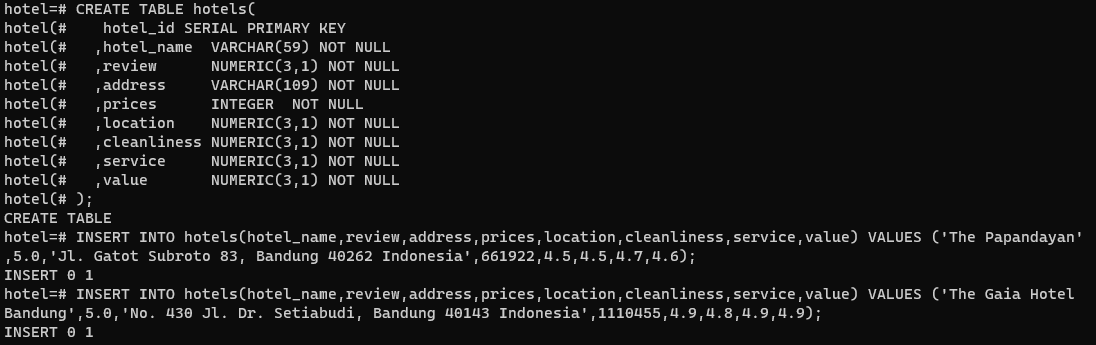 hotel=# CREATE TABLE hotels(
hotel(#    hotel_id SERIAL PRIMARY KEY
hotel(#   ,hotel_name  VARCHAR(59) NOT NULL
hotel(#   ,review      NUMERIC(3,1) NOT NULL
hotel(#   ,address     VARCHAR(109) NOT NULL
hotel(#   ,prices      INTEGER  NOT NULL
hotel(#   ,location    NUMERIC(3,1) NOT NULL
hotel(#   ,cleanliness NUMERIC(3,1) NOT NULL
hotel(#   ,service     NUMERIC(3,1) NOT NULL
hotel(#   ,value       NUMERIC(3,1) NOT NULL
hotel(# );
CREATE TABLE
hotel=# INSERT INTO hotels(hotel_name,review,address,prices,location,cleanliness,service,value) VALUES ('The Papandayan'
,5.0,'Jl. Gatot Subroto 83, Bandung 40262 Indonesia',661922,4.5,4.5,4.7,4.6);
INSERT 0 1
hotel=# INSERT INTO hotels(hotel_name,review,address,prices,location,cleanliness,service,value) VALUES ('The Gaia Hotel
Bandung',5.0,'No. 430 Jl. Dr. Setiabudi, Bandung 40143 Indonesia',1110455,4.9,4.8,4.9,4.9);
INSERT 0 1